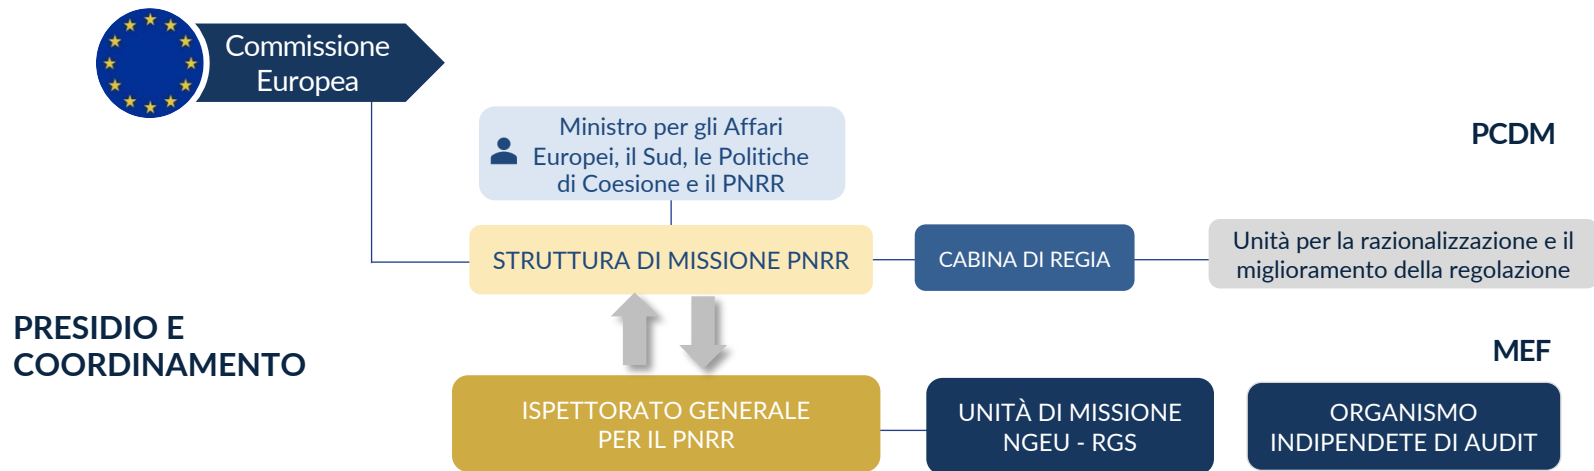 Commissione
Europea
Ministro per gli Affari
Europei, il Sud, le Politiche
di Coesione e il PNRR
PCDM
STRUTTURA DI MISSIONE PNRR
CABINA DI REGIA
Unità per la razionalizzazione e il
miglioramento della regolazione
PRESIDIO E
COORDINAMENTO
MEF
ISPETTORATO GENERALE
PER IL PNRR
UNITÀ DI MISSIONE
NGEU - RGS
ORGANISMO
INDIPENDETE DI AUDIT